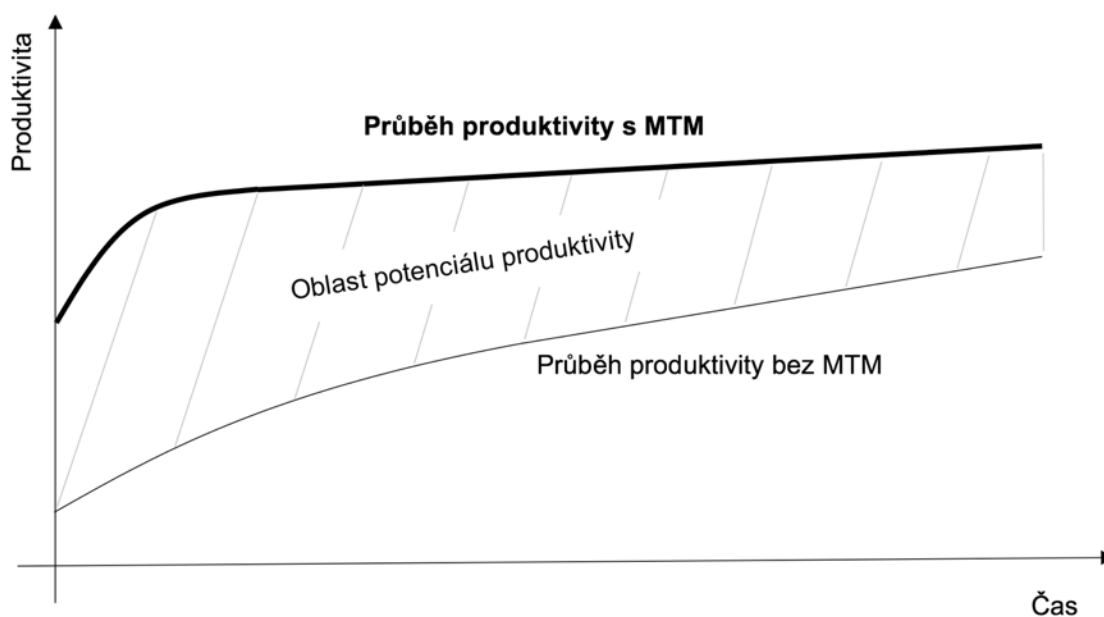 Produktivita
Průběh produktivity s MTM
Oblast potenciálu produktivity
Průběh produktivity bez MTM
Čas